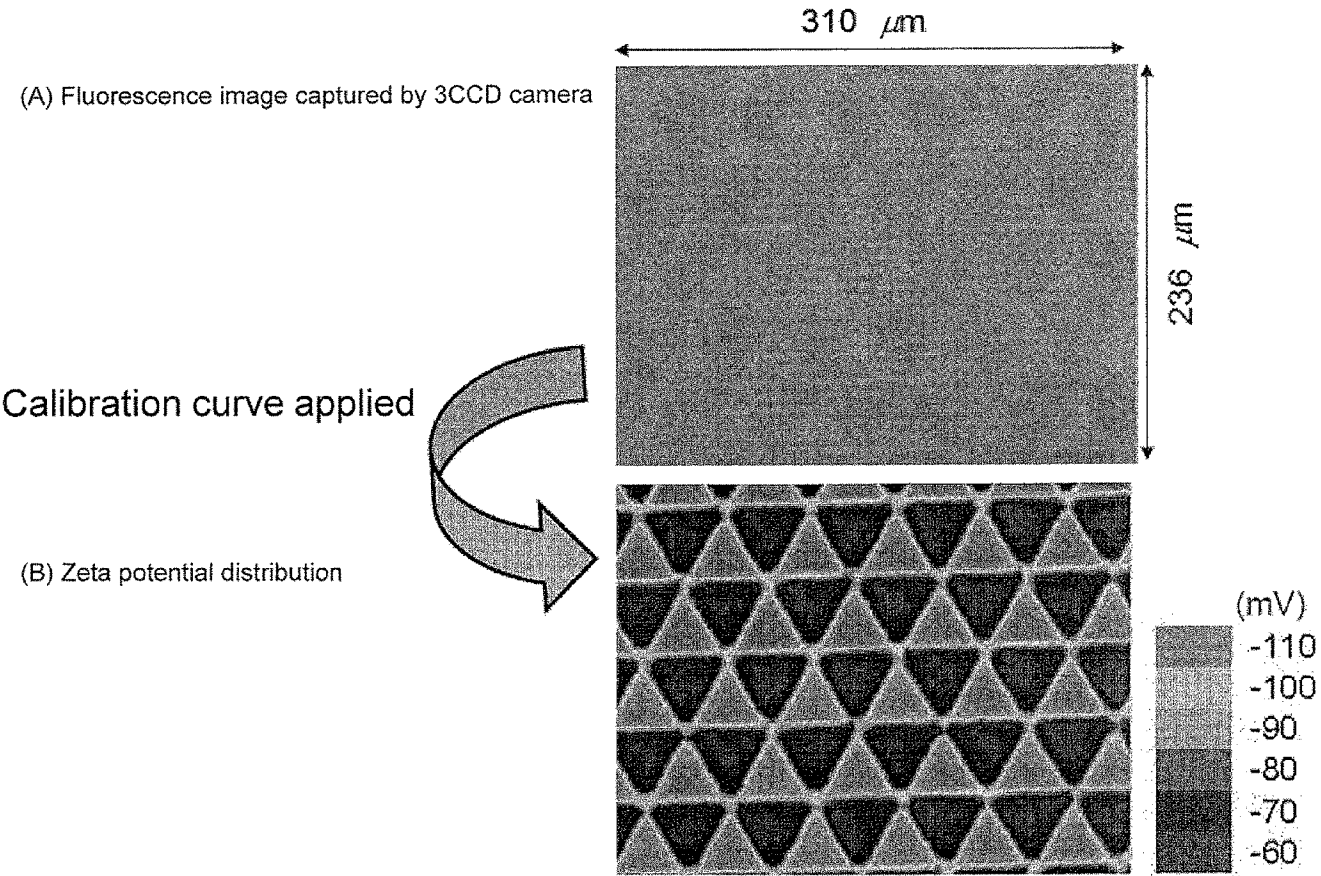 310 μm
(A) Fluorescence image captured by 3CCD camera
236 μm
Calibration curve applied
(B) Zeta potential distribution
(mV)
-110
-100
-90
-80
-70
-60